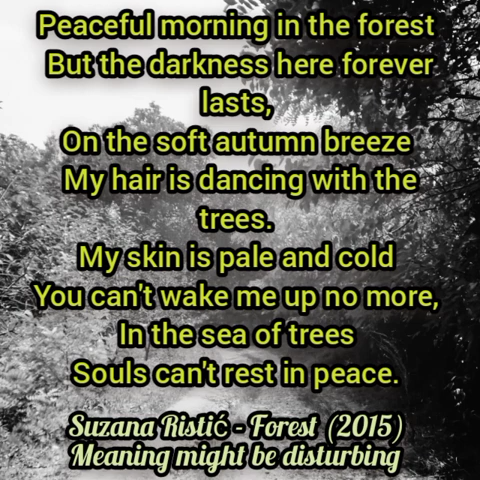 Peaceful morning in the forest
But the darkness here forever
lasts,
On the soft autumn breeze
My hair is dancing with the
trees.
My skin is pale and cold
You can't wake me up no more,
In the sea of trees
Souls can't rest in peace.
Suzana Ristić - Forest (2015)
Meaning might be disturbing